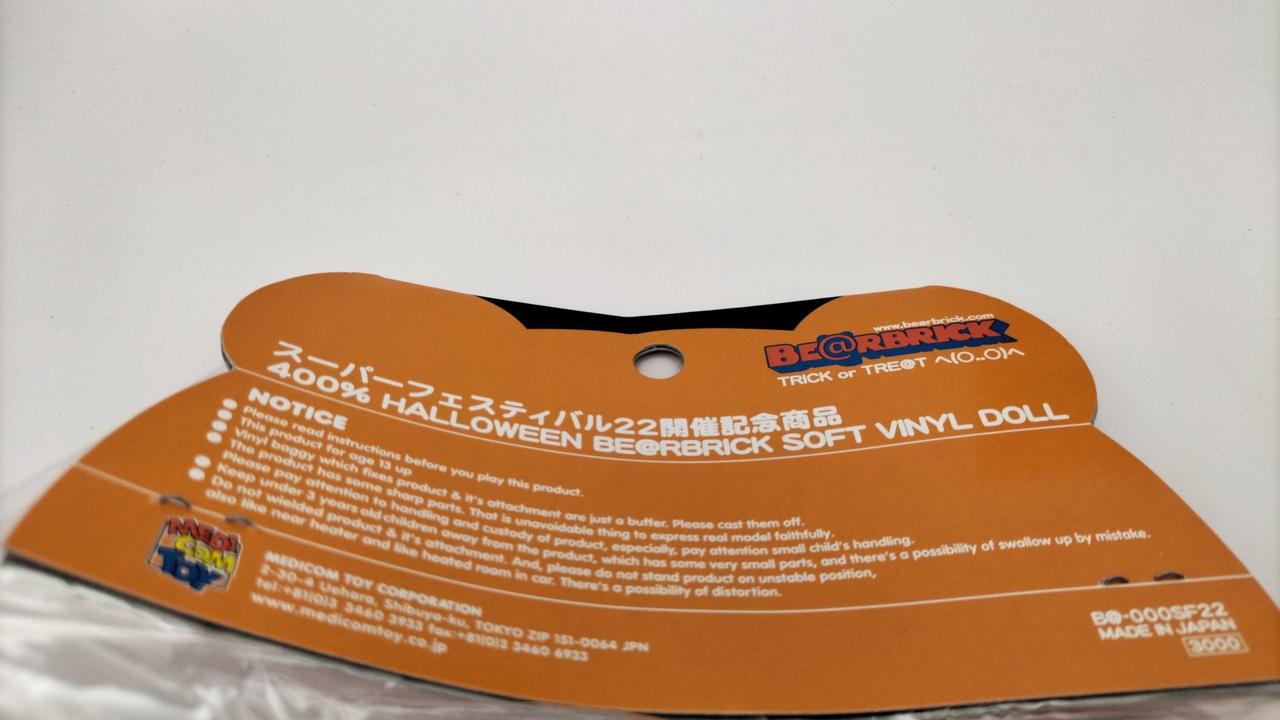 www.bearbrick.com
BE@RBRICK
TRICK or TRE@T ^(O..O)^
スーパーフェスティバル22開催記念商品
400% HALLOWEEN BE@RBRICK SOFT VINYL DOLL
NOTICE
● Please read instructions before you play this product.
● This product for age 13 up
● Vinyl baggy which fixes product & it's attachment are just a buffer. Please cast them off.
The product has some sharp parts. That is unavoidable thing to express real model faithfully.
Please pay attention to handling and custody of product, especially, pay attention small child's handling.
● Keep under 3 years old children away from the product, which has some very small parts, and there's a possibility of swallow up by mistake.
● Do not wielded product & it's attachment. And, please do not stand product on unstable position,
also like near heater and like heated room in car. There's a possibility of distortion.
MEDI COM TOY
MEDICOM TOY CORPORATION
2-30-4 Uehara, Shibuya-ku, TOKYO ZIP 151-0064 JPN
tel:+81(0)3 3460 3933 fax:+81(0)3 3460 6933
www.medicomtoy.co.jp
B@-000SF22
MADE IN JAPAN
3000